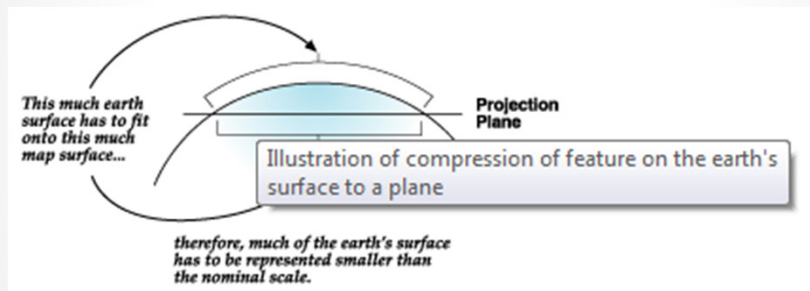 This much earth
surface has to fit
onto this much
map surface...
Projection
Plane
Illustration of compression of feature on the earth's
surface to a plane
therefore, much of the earth's surface
has to be represented smaller than
the nominal scale.